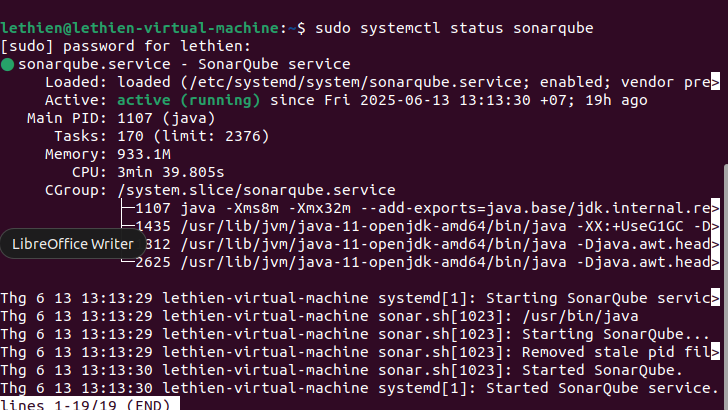 lethien@lethien-virtual-machine:~$ sudo systemctl status sonarqube
[sudo] password for lethien:
● sonarqube.service - SonarQube service
Loaded: loaded (/etc/systemd/system/sonarqube.service; enabled; vendor pre>
Active: active (running) since Fri 2025-06-13 13:13:30 +07; 19h ago
Main PID: 1107 (java)
Tasks: 170 (limit: 2376)
Memory: 933.1M
CPU: 3min 39.805s
CGroup: /system.slice/sonarqube.service
├─1107 java -Xms8m -Xmx32m --add-exports=java.base/jdk.internal.re>
├─1435 /usr/lib/jvm/java-11-openjdk-amd64/bin/java -XX:+UseG1GC -D>
LibreOffice Writer
312 /usr/lib/jvm/java-11-openjdk-amd64/bin/java -Djava.awt.head>
└─2625 /usr/lib/jvm/java-11-openjdk-amd64/bin/java -Djava.awt.head>
Thg 6 13 13:13:29 lethien-virtual-machine systemd[1]: Starting SonarQube servic>
Thg 6 13 13:13:29 lethien-virtual-machine sonar.sh[1023]: /usr/bin/java
Thg 6 13 13:13:29 lethien-virtual-machine sonar.sh[1023]: Starting SonarQube...
Thg 6 13 13:13:29 lethien-virtual-machine sonar.sh[1023]: Removed stale pid fil>
Thg 6 13 13:13:30 lethien-virtual-machine sonar.sh[1023]: Started SonarQube.
Thg 6 13 13:13:30 lethien-virtual-machine systemd[1]: Started SonarQube service.
lines 1-19/19 (END)